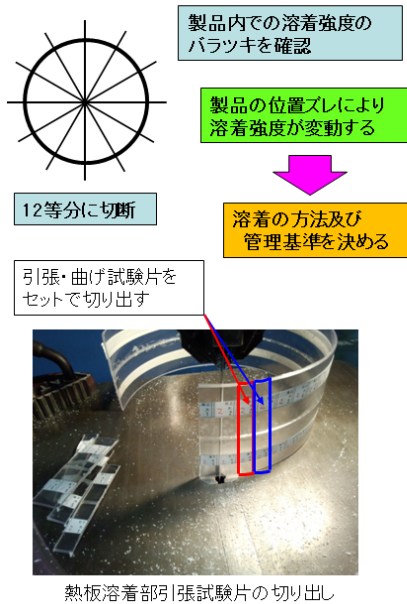 製品内での溶着強度の
バラツキを確認
製品の位置ズレにより
溶着強度が変動する
12等分に切断
溶着の方法及び
管理基準を決める
引張・曲げ試験片を
セットで切り出す
熱板溶着部引張試験片の切り出し